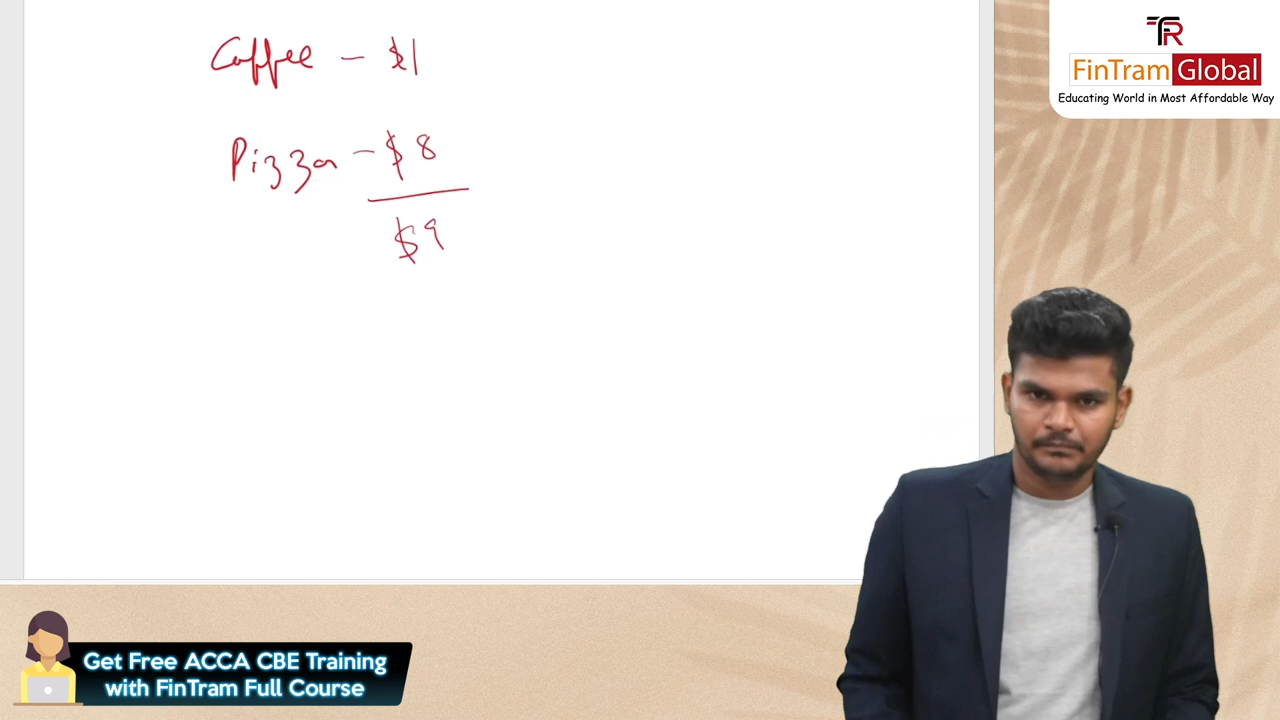 Coffee - $1
Pizza - $8
$9
TR
FinTram Global
Educating World in Most Affordable Way
Get Free ACCA CBE Training
with FinTram Full Course